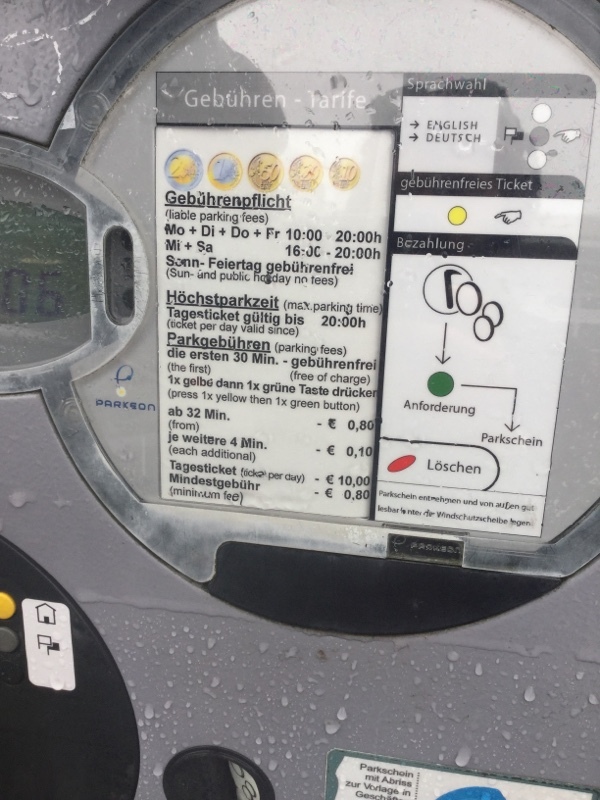 Gebühren - Tarife
Gebührenpflicht
(liable parking fees)
Mo + Di + Do + Fr 10:00 - 20:00h
Mi + Sa 16:00 - 20:00h
Sonn- Feiertag gebührenfrei
(Sun- und public holiday no fees)
Höchstparkzeit (max.parking time)
Tagesticket gültig bis 20:00h
(ticket per day valid since)
Parkgebühren (parking fees)
die ersten 30 Min. - gebührenfrei
(the first) (free of charge)
1x gelbe dann 1x grüne Taste drücken
(press 1x yellow then 1x green button)
ab 32 Min. - € 0,80
(from)
je weitere 4 Min. - € 0,10
(each additional)
Tagesticket (ticket per day) - € 10,00
Mindestgebühr - € 0,80
(minimum fee)
Sprachwahl
→ ENGLISH
→ DEUTSCH
gebührenfreies Ticket
Bezahlung
Anforderung
Parkschein
Löschen
Parkschein entnehmen und von außen gut
lesbar hinter die Windschutzscheibe legen
PARKEON
PARKEON
Parkschein
mit Abriss
zur Vorlage in